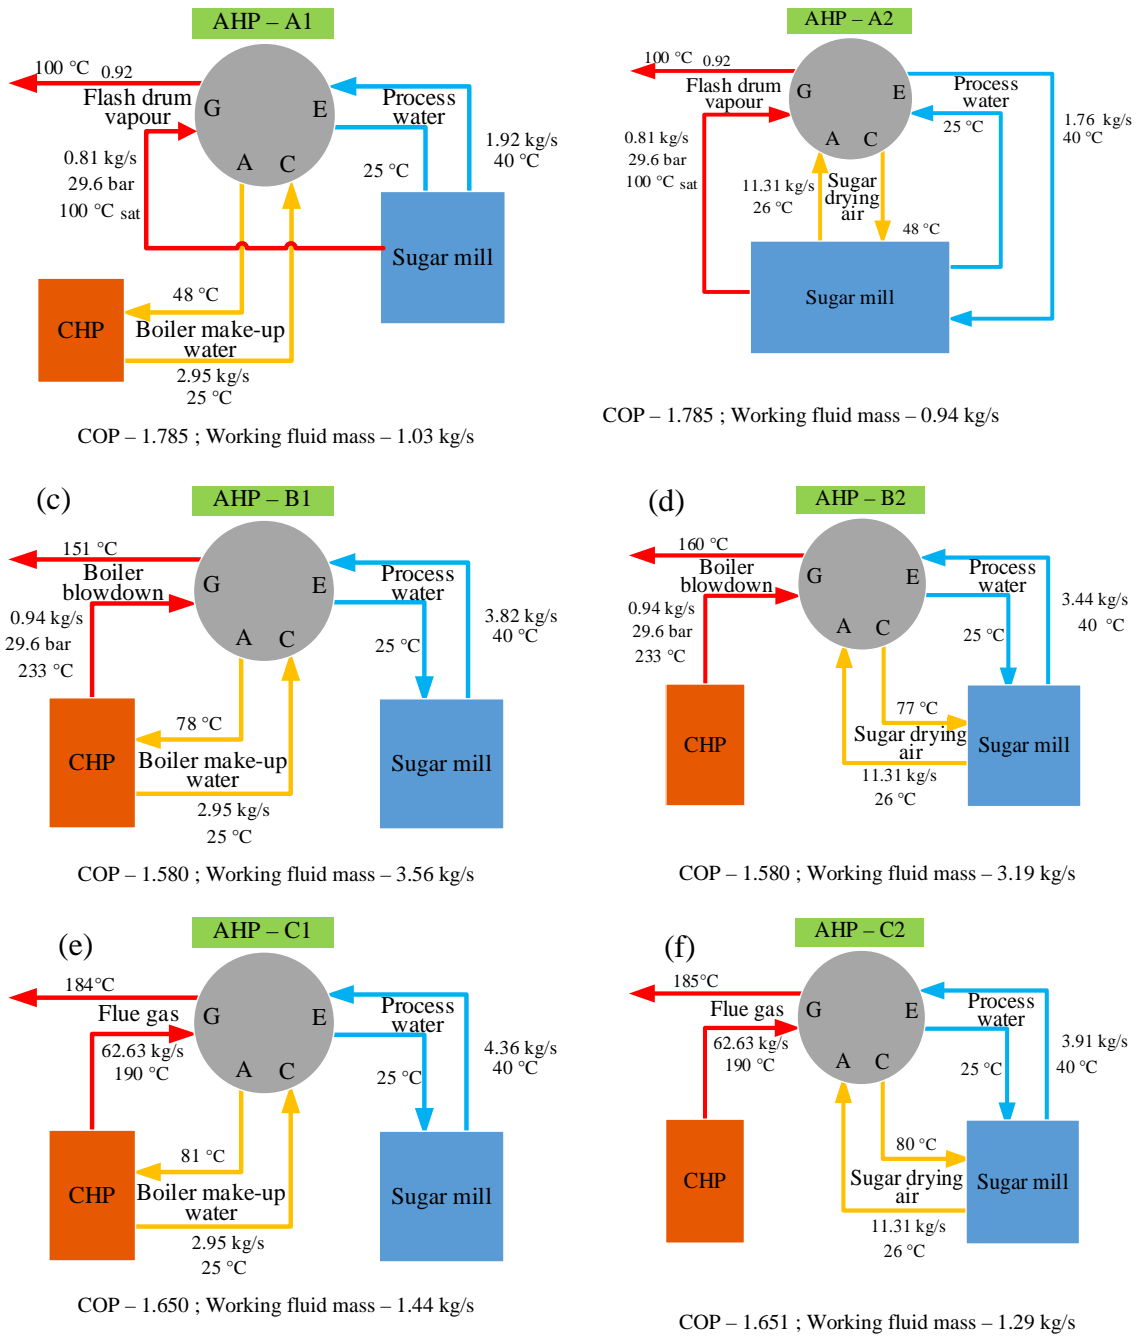 AHP – A1
100 °C 0.92
Flash drum
vapour
G
E
A
C
Process
water
0.81 kg/s
29.6 bar
100 °C sat
25 °C
1.92 kg/s
40 °C
Sugar mill
CHP
48 °C
Boiler make-up
water
2.95 kg/s
25 °C
COP – 1.785 ; Working fluid mass – 1.03 kg/s
AHP – A2
100 °C 0.92
Flash drum
vapour
G
E
A
C
Process
water
25 °C
1.76 kg/s
40 °C
0.81 kg/s
29.6 bar
100 °C sat
11.31 kg/s
26 °C
Sugar
drying
air
48 °C
Sugar mill
COP – 1.785 ; Working fluid mass – 0.94 kg/s
(c)
AHP – B1
151 °C
Boiler
blowdown
G
E
A
C
Process
water
0.94 kg/s
29.6 bar
233 °C
25 °C
3.82 kg/s
40 °C
78 °C
CHP
Boiler make-up
water
Sugar mill
2.95 kg/s
25 °C
COP – 1.580 ; Working fluid mass – 3.56 kg/s
(d)
AHP – B2
160 °C
Boiler
blowdown
G
E
A
C
Process
water
0.94 kg/s
29.6 bar
233 °C
25 °C
3.44 kg/s
40 °C
77 °C
CHP
Sugar drying
air
Sugar mill
11.31 kg/s
26 °C
COP – 1.580 ; Working fluid mass – 3.19 kg/s
(e)
AHP – C1
184°C
Flue gas
G
E
A
C
Process
water
62.63 kg/s
190 °C
25 °C
4.36 kg/s
40 °C
81 °C
CHP
Boiler make-up
water
Sugar mill
2.95 kg/s
25 °C
COP – 1.650 ; Working fluid mass – 1.44 kg/s
(f)
AHP – C2
185°C
Flue gas
G
E
A
C
Process
water
62.63 kg/s
190 °C
25 °C
3.91 kg/s
40 °C
80 °C
CHP
Sugar drying
air
Sugar mill
11.31 kg/s
26 °C
COP – 1.651 ; Working fluid mass – 1.29 kg/s